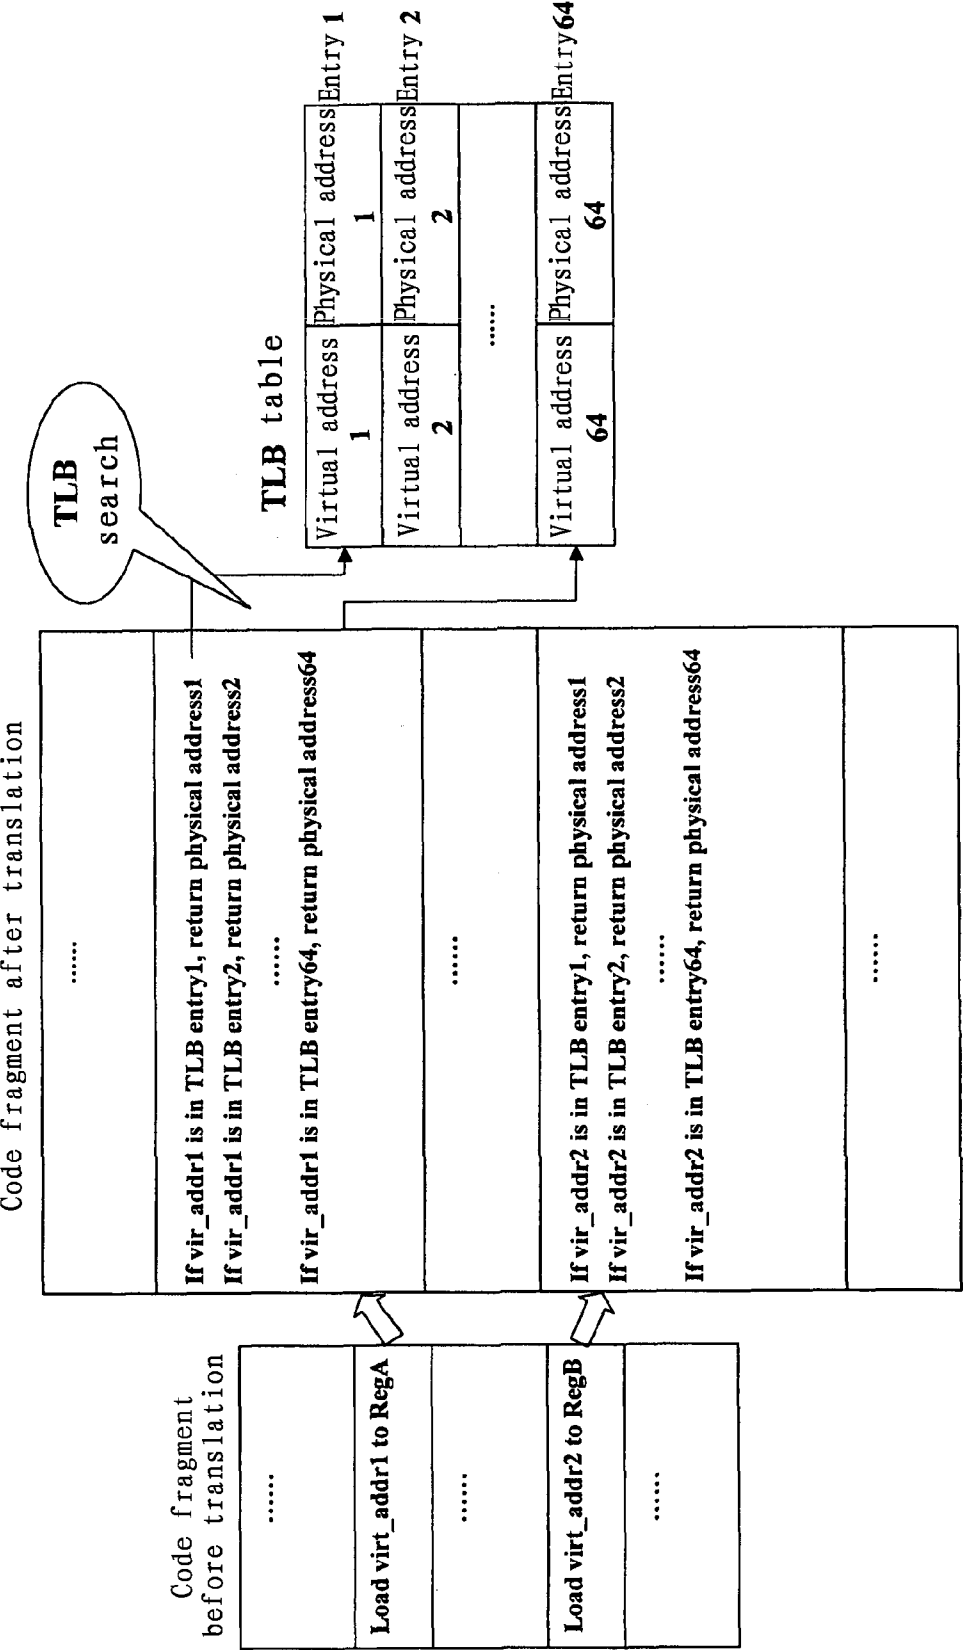 Code fragment
before translation
......
Load virt_addr1 to RegA
......
Load virt_addr2 to RegB
......
Code fragment after translation
......
If vir_addr1 is in TLB entry1, return physical address1
If vir_addr1 is in TLB entry2, return physical address2
......
If vir_addr1 is in TLB entry64, return physical address64
......
If vir_addr2 is in TLB entry1, return physical address1
If vir_addr2 is in TLB entry2, return physical address2
......
If vir_addr2 is in TLB entry64, return physical address64
......
TLB
search
TLB table
Virtual address 1 Physical address 1 Entry 1
Virtual address 2 Physical address 2 Entry 2
......
Virtual address 64 Physical address 64 Entry64